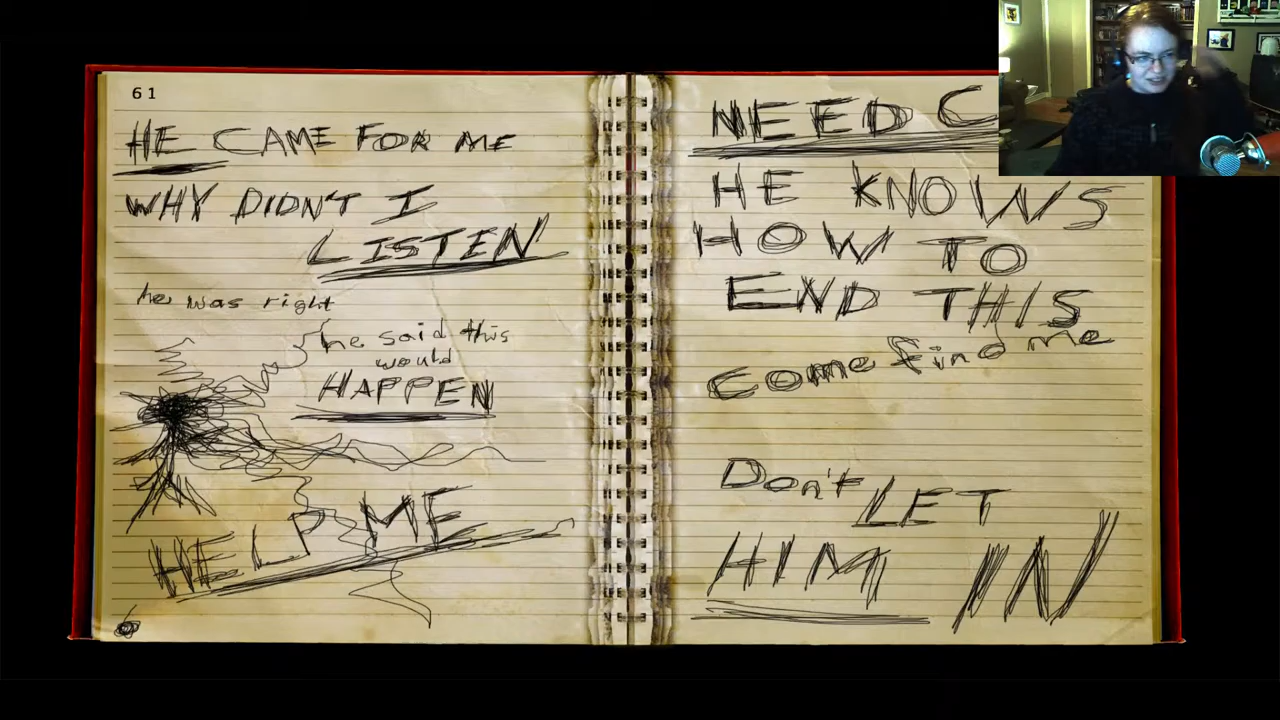 61
HE CAME FOR ME
WHY DIDN'T I
LISTEN
he was right
he said this
would
HAPPEN
HELP ME
NEED C
HE KNOWS
HOW TO
END THIS
come find me
Don't LET
HIM IN